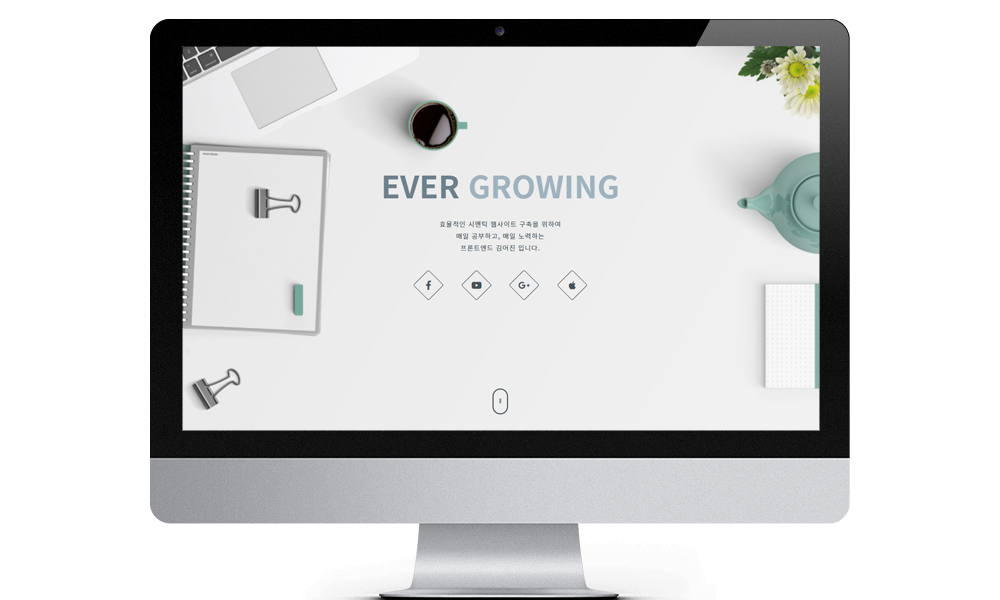 EVER GROWING
효율적인 시맨틱 웹사이트 구축을 위하여
매일 공부하고, 매일 노력하는
프론트엔드 김어진 입니다.
G+